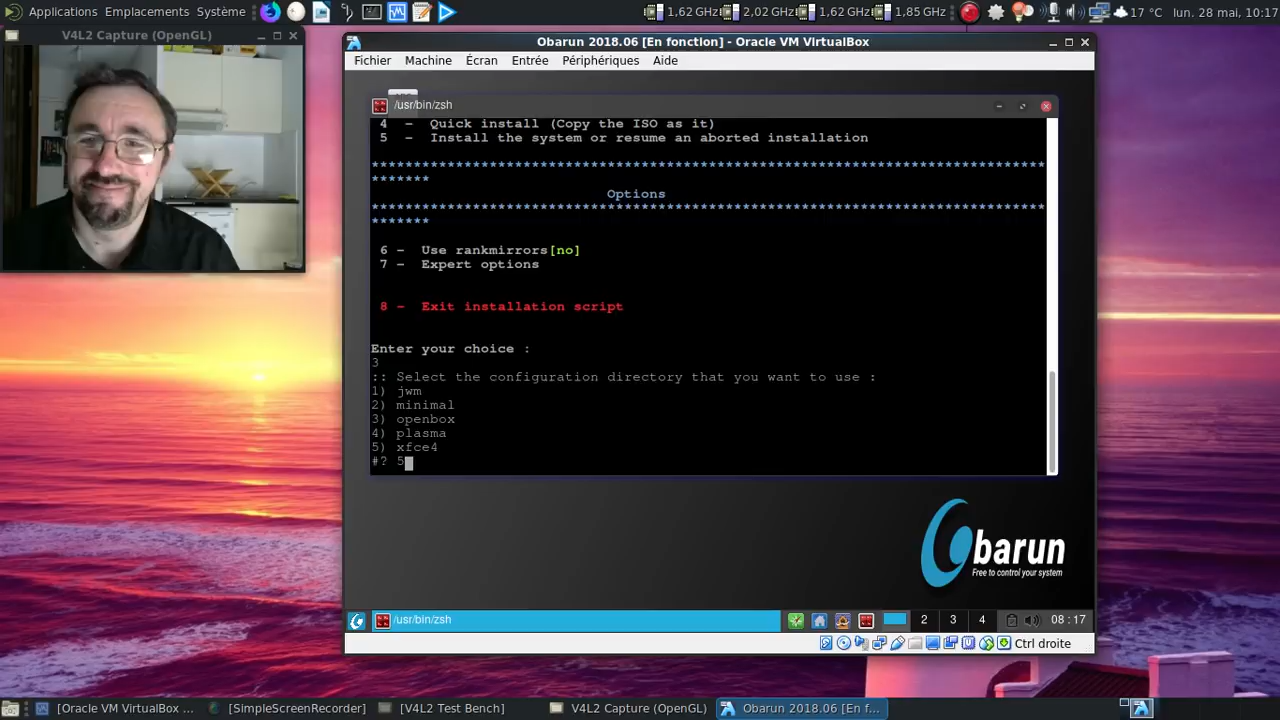 Applications Emplacements Système
1,62 GHz 2,02 GHz 1,85 GHz 17 °C lun. 28 mai, 10:17
V4L2 Capture (OpenGL)
Obarun 2018.06 [En fonction] - Oracle VM VirtualBox
Fichier Machine Écran Entrée Périphériques Aide
/usr/bin/zsh
4 - Quick install (Copy the ISO as it)
5 - Install the system or resume an aborted installation
********************************************************************************
*******
Options
********************************************************************************
*******
6 - Use rankmirrors[no]
7 - Expert options
8 - Exit installation script
Enter your choice :
3
:: Select the configuration directory that you want to use :
1) jwm
2) minimal
3) openbox
4) plasma
5) xfce4
#? 5
obarun
Free to control your system
/usr/bin/zsh 2 3 4 08 : 17
Ctrl droite
[Oracle VM VirtualBox ... [SimpleScreenRecorder] [V4L2 Test Bench] V4L2 Capture (OpenGL) Obarun 2018.06 [En f...